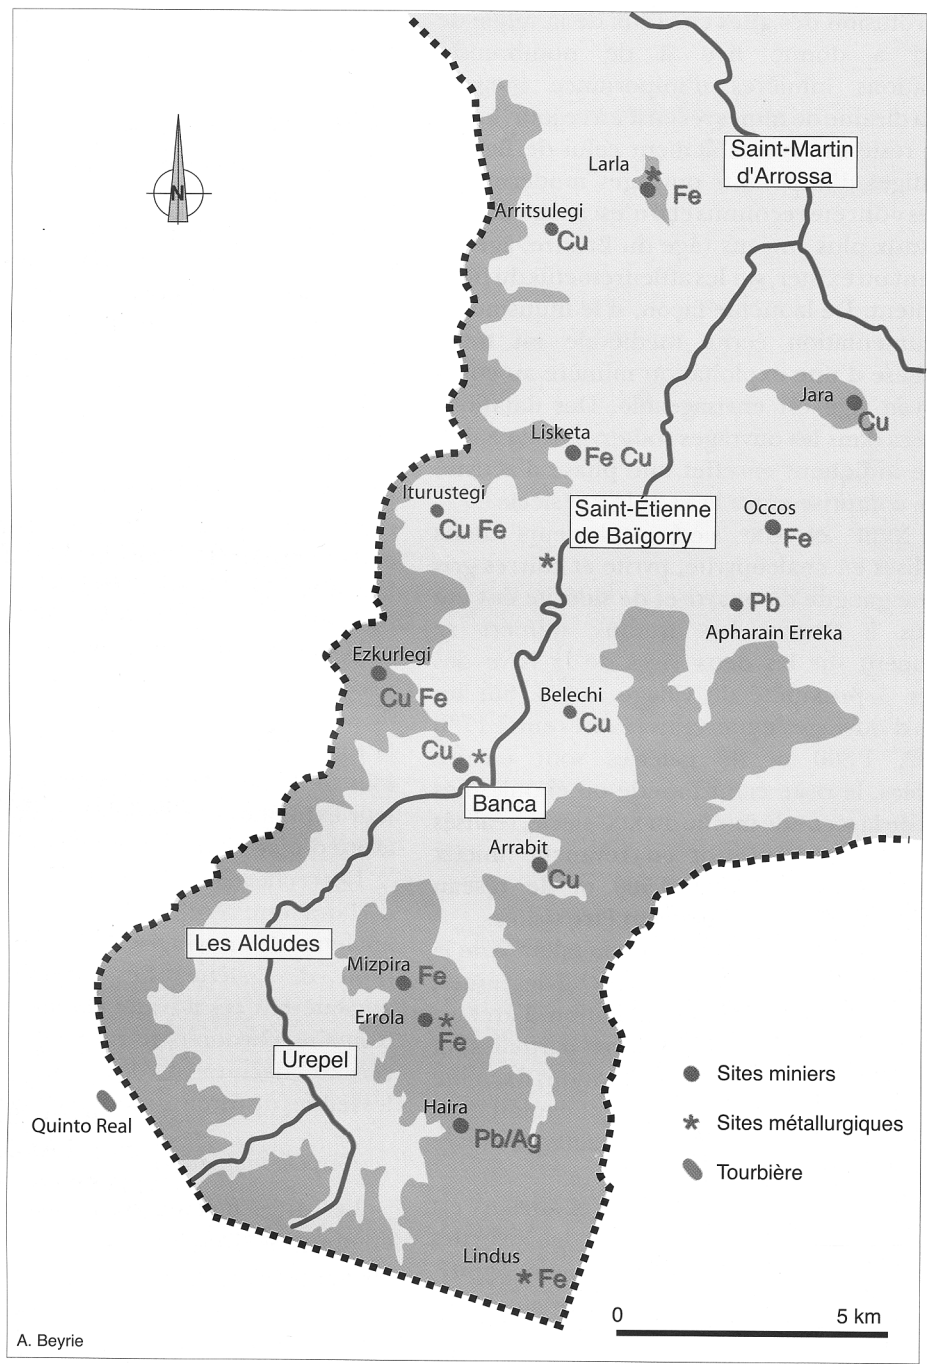 Saint-Martin
d'Arrossa
Larla
Fe
N
Arritsulegi
Cu
Jara
Cu
Lisketa
Fe Cu
Iturustegi
Cu Fe
Saint-Étienne
de Baïgorry
Occos
Fe
Pb
Apharain Erreka
Ezkurlegi
Cu Fe
Belechi
Cu
Cu
Banca
Arrabit
Cu
Les Aldudes
Mizpira
Fe
Errola
Fe
Urepel
Sites miniers
Quinto Real
Haira
Pb/Ag
Sites métallurgiques
Tourbière
Lindus
Fe
0
5 km
A. Beyrie